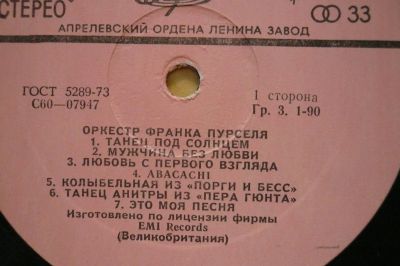 СТЕРЕО
33
АПРЕЛЕВСКИЙ ОРДЕНА ЛЕНИНА ЗАВОД
ГОСТ 5289-73
С60—07947
1 сторона
Гр. 3. 1-90
ОРКЕСТР ФРАНКА ПУРСЕЛЯ
1. ТАНЕЦ ПОД СОЛНЦЕМ
2. МУЖЧИНА БЕЗ ЛЮБВИ
3. ЛЮБОВЬ С ПЕРВОГО ВЗГЛЯДА
4. ABACACHI
5. КОЛЫБЕЛЬНАЯ ИЗ «ПОРГИ И БЕСС»
6. ТАНЕЦ АНИТРЫ ИЗ «ПЕРА ГЮНТА»
7. ЭТО МОЯ ПЕСНЯ
Изготовлено по лицензии фирмы
EMI Records
(Великобритания)